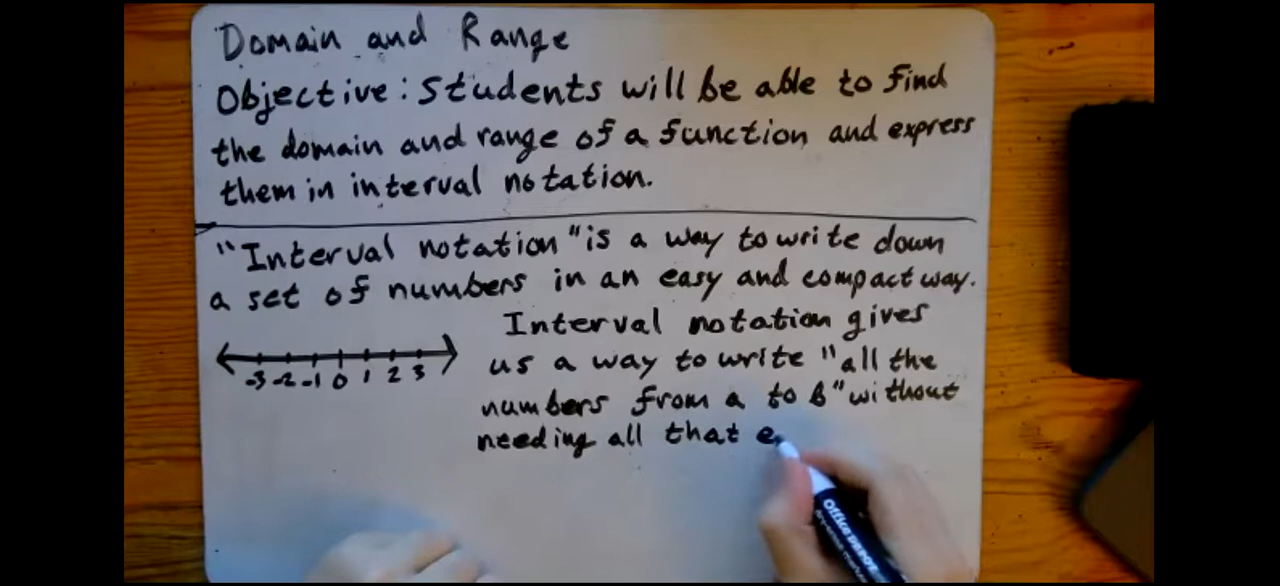 Domain and Range
Objective: Students will be able to find
the domain and range of a function and express
them in interval notation.
"Interval notation" is a way to write down
a set of numbers in an easy and compact way.
Interval notation gives
us a way to write "all the
numbers from a to b" without
needing all that e
-3 -2 -1 0 1 2 3
Office DEPOT